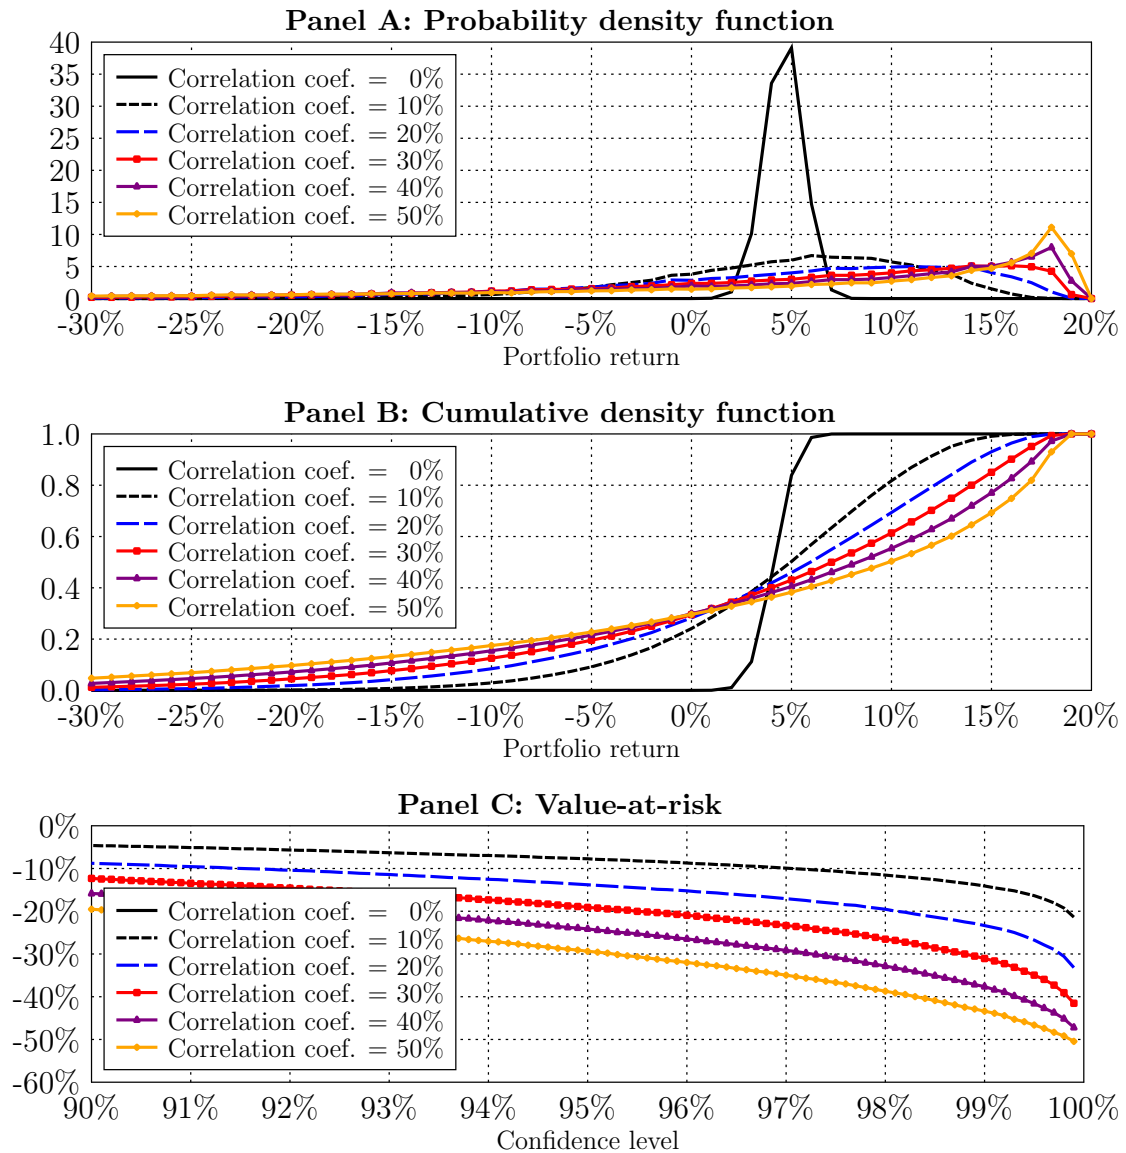 Panel A: Probability density function
40
35
30
25
20
15
10
5
0
Correlation coef. = 0%
Correlation coef. = 10%
Correlation coef. = 20%
Correlation coef. = 30%
Correlation coef. = 40%
Correlation coef. = 50%
-30% -25% -20% -15% -10% -5% 0% 5% 10% 15% 20%
Portfolio return
Panel B: Cumulative density function
1.0
0.8
0.6
0.4
0.2
0.0
Correlation coef. = 0%
Correlation coef. = 10%
Correlation coef. = 20%
Correlation coef. = 30%
Correlation coef. = 40%
Correlation coef. = 50%
-30% -25% -20% -15% -10% -5% 0% 5% 10% 15% 20%
Portfolio return
Panel C: Value-at-risk
0%
-10%
-20%
-30%
-40%
-50%
-60%
Correlation coef. = 0%
Correlation coef. = 10%
Correlation coef. = 20%
Correlation coef. = 30%
Correlation coef. = 40%
Correlation coef. = 50%
90% 91% 92% 93% 94% 95% 96% 97% 98% 99% 100%
Confidence level